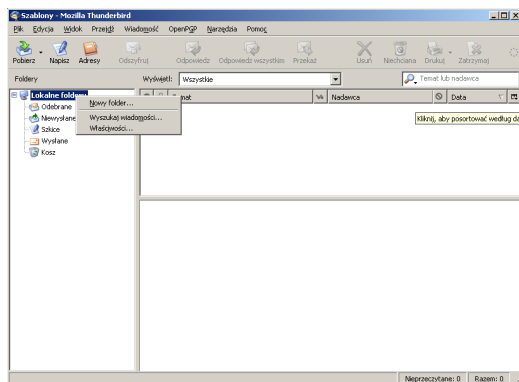 Szablony - Mozilla Thunderbird
Plik Edycja Widok Przejdź Wiadomość OpenPGP Narzędzia Pomoc
Pobierz Napisz Adresy Odszyfruj Odpowiedz Odpowiedz wszystkim Przekaż Usuń Niechciana Drukuj Zatrzymaj
Foldery Wyświetl: Wszystkie Temat lub nadawca
Lokalne foldery
Nadawca Data
Odebrane
Niewysłane
Szkice
Wysłane
Kosz
Nowy folder...
Wyszukaj wiadomości...
Właściwości...
Kliknij, aby posortować według da
Nieprzeczytane: 0 Razem: 0